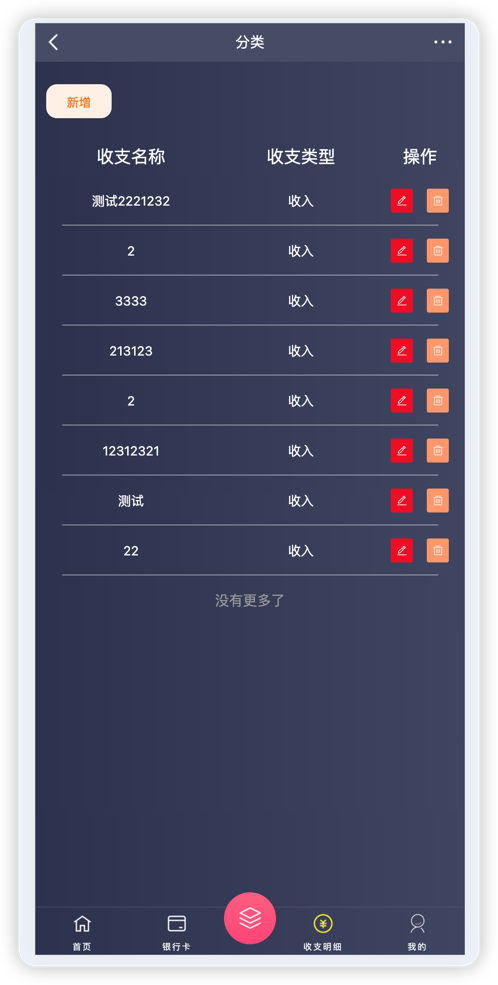 分类
新增
收支名称 收支类型 操作
测试2221232 收入
2 收入
3333 收入
213123 收入
2 收入
12312321 收入
测试 收入
22 收入
没有更多了
首页 银行卡 收支明细 我的